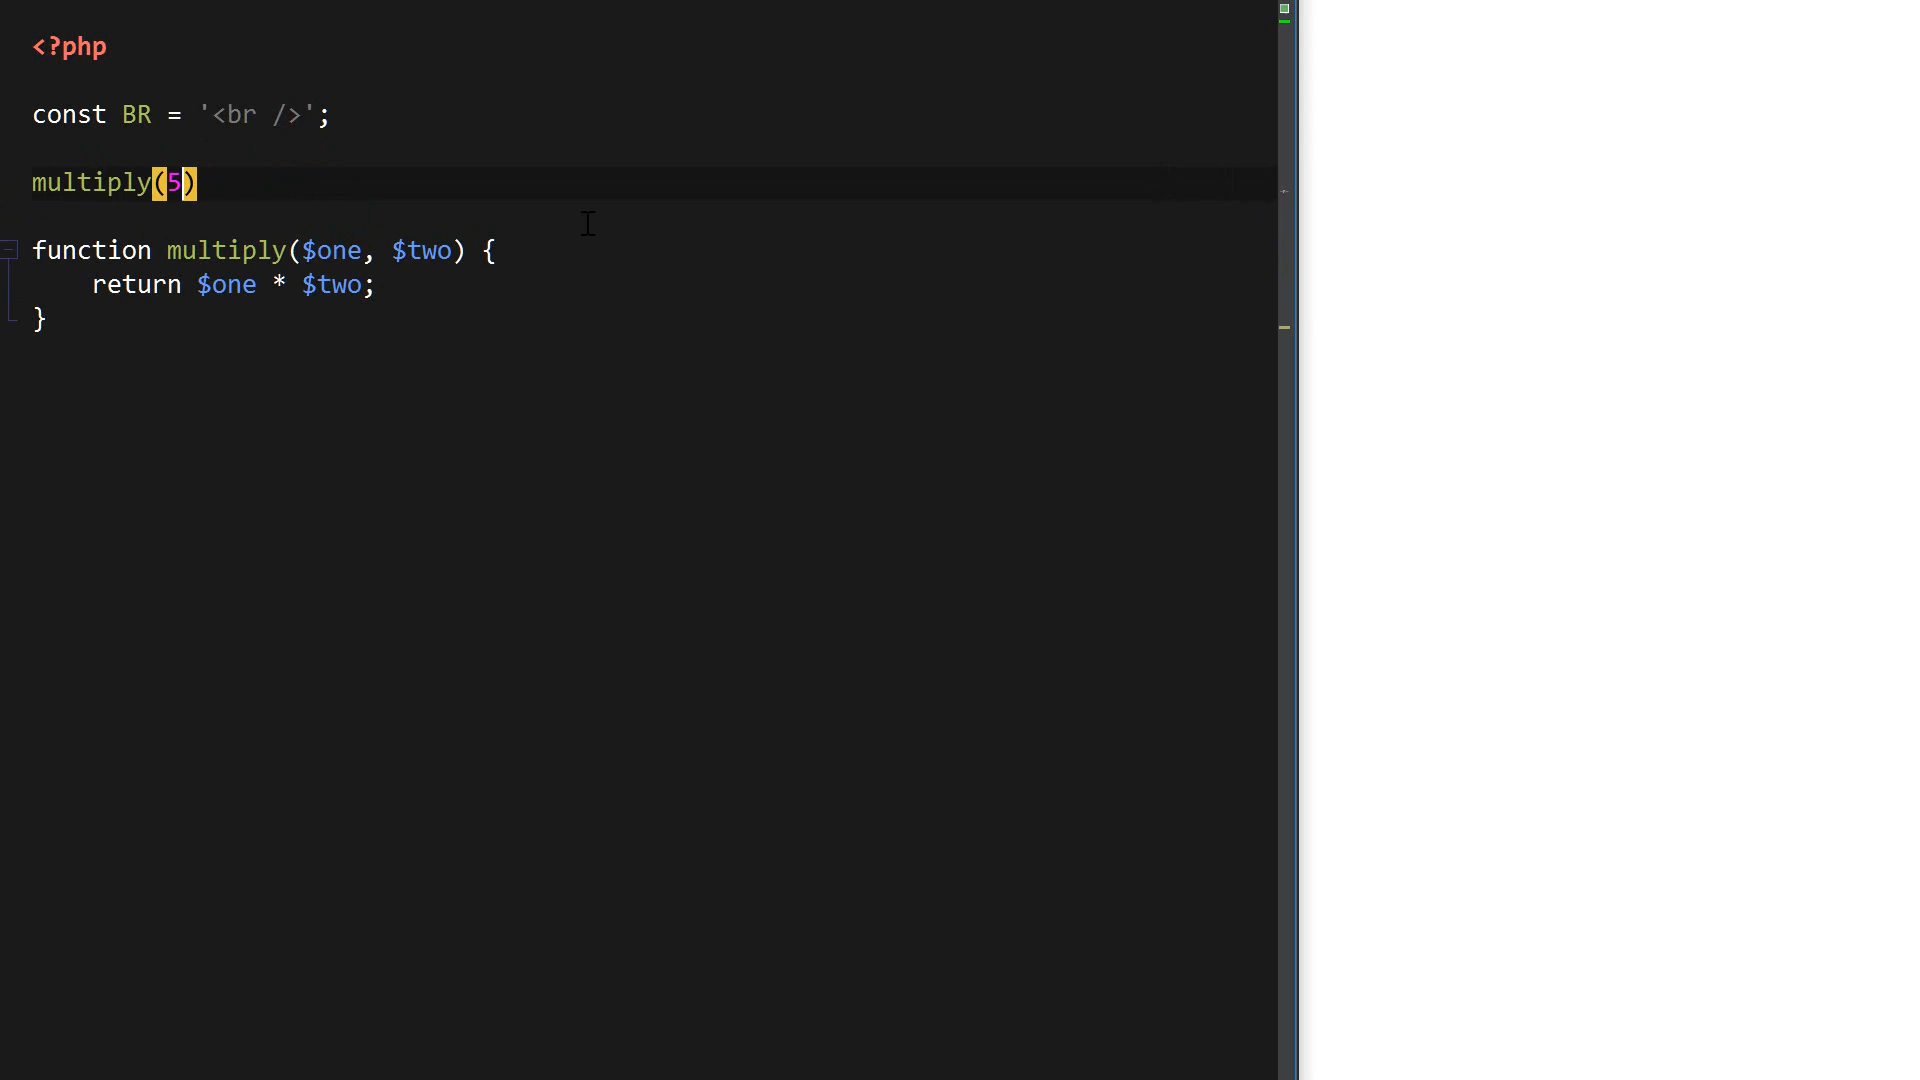 <?php
const BR = '<br />';
multiply(5)
function multiply($one, $two) {
    return $one * $two;
}